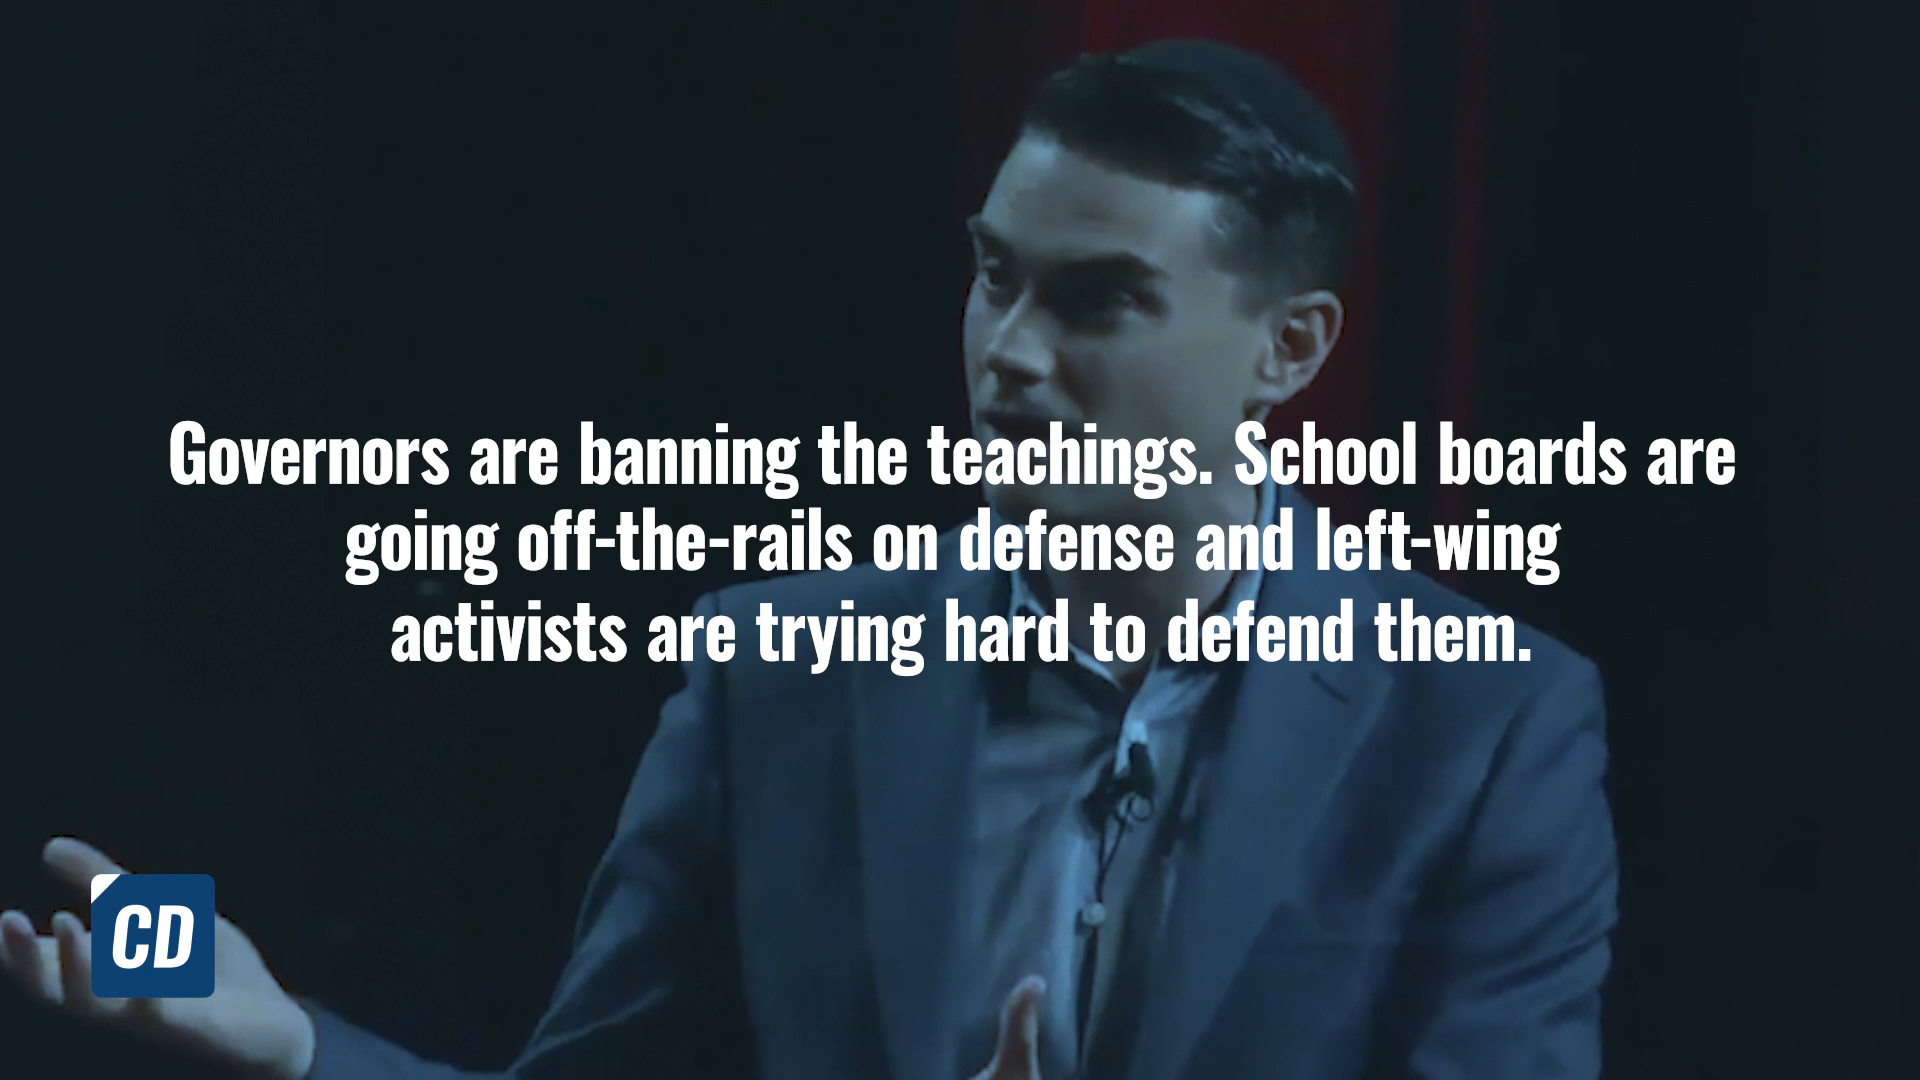 Governors are banning the teachings. School boards are
going off-the-rails on defense and left-wing
activists are trying hard to defend them.
CD